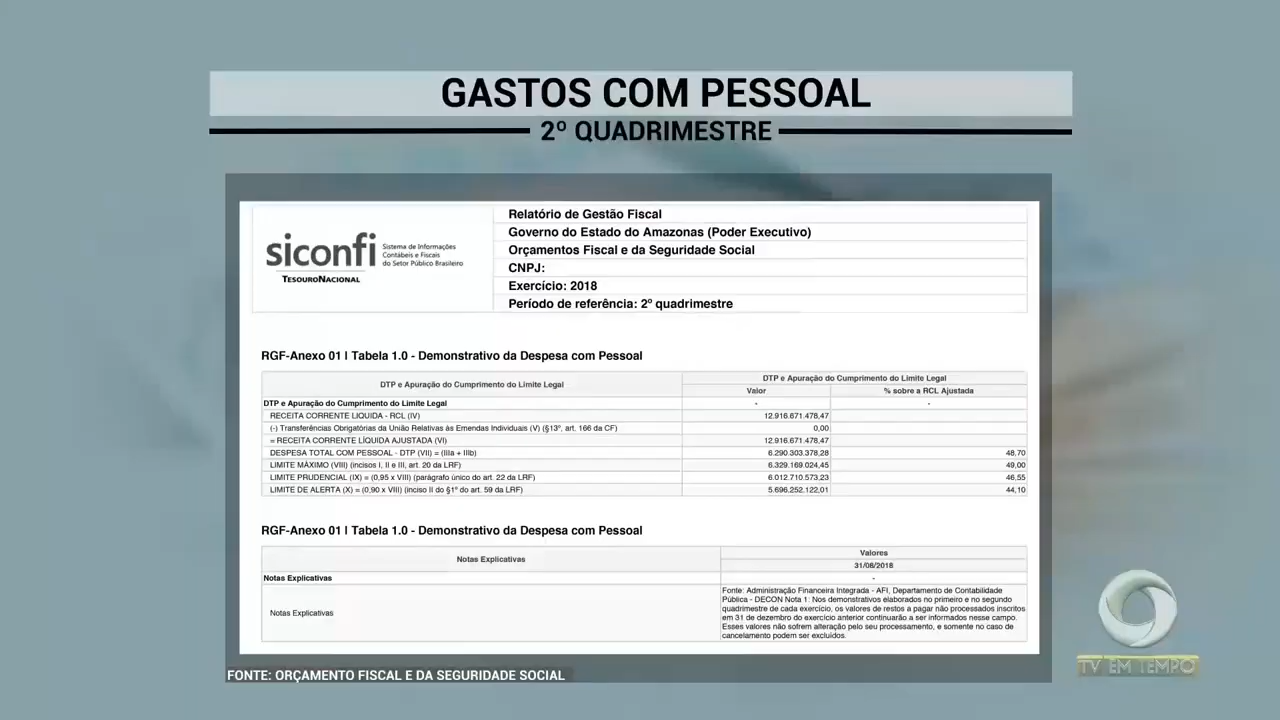 GASTOS COM PESSOAL
2º QUADRIMESTRE
siconfi
Sistema de Informações
Contábeis e Fiscais
do Setor Público Brasileiro
TESOURONACIONAL
Relatório de Gestão Fiscal
Governo do Estado do Amazonas (Poder Executivo)
Orçamentos Fiscal e da Seguridade Social
CNPJ:
Exercício: 2018
Período de referência: 2º quadrimestre
RGF-Anexo 01 | Tabela 1.0 - Demonstrativo da Despesa com Pessoal
DTP e Apuração do Cumprimento do Limite Legal
DTP e Apuração do Cumprimento do Limite Legal
Valor % sobre a RCL Ajustada
DTP e Apuração do Cumprimento do Limite Legal - -
RECEITA CORRENTE LIQUIDA - RCL (IV) 12.916.671.478,47
(-) Transferências Obrigatórias da União Relativas às Emendas Individuais (V) (§13º, art. 166 da CF) 0,00
= RECEITA CORRENTE LÍQUIDA AJUSTADA (VI) 12.916.671.478,47
DESPESA TOTAL COM PESSOAL - DTP (VII) = (IIIa + IIIb) 6.290.303.378,28 48,70
LIMITE MÁXIMO (VIII) (incisos I, II e III, art. 20 da LRF) 6.329.169.024,45 49,00
LIMITE PRUDENCIAL (IX) = (0,95 x VIII) (parágrafo único do art. 22 da LRF) 6.012.710.573,23 46,55
LIMITE DE ALERTA (X) = (0,90 x VIII) (inciso II do §1º do art. 59 da LRF) 5.696.252.122,01 44,10
RGF-Anexo 01 | Tabela 1.0 - Demonstrativo da Despesa com Pessoal
Notas Explicativas
Valores
31/08/2018
Notas Explicativas -
Notas Explicativas
Fonte: Administração Financeira Integrada - AFI, Departamento de Contabilidade
Pública - DECON Nota 1: Nos demonstrativos elaborados no primeiro e no segundo
quadrimestre de cada exercício, os valores de restos a pagar não processados inscritos
em 31 de dezembro do exercício anterior continuarão a ser informados nesse campo.
Esses valores não sofrem alteração pelo seu processamento, e somente no caso de
cancelamento podem ser excluídos.
FONTE: ORÇAMENTO FISCAL E DA SEGURIDADE SOCIAL
TV EM TEMPO